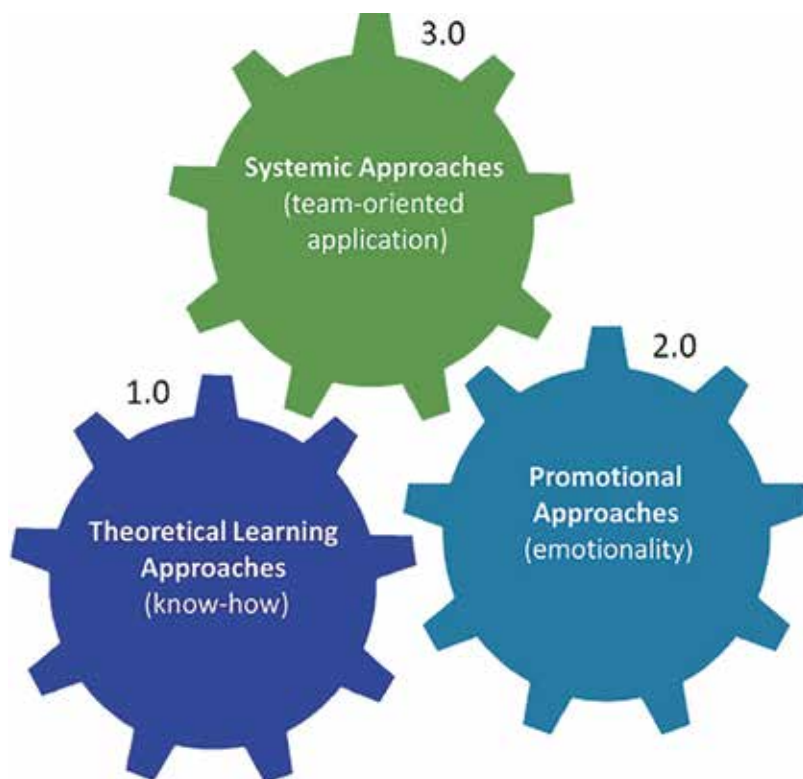 3.0
Systemic Approaches
(team-oriented
application)
2.0
Promotional
Approaches
(emotionality)
1.0
Theoretical Learning
Approaches
(know-how)